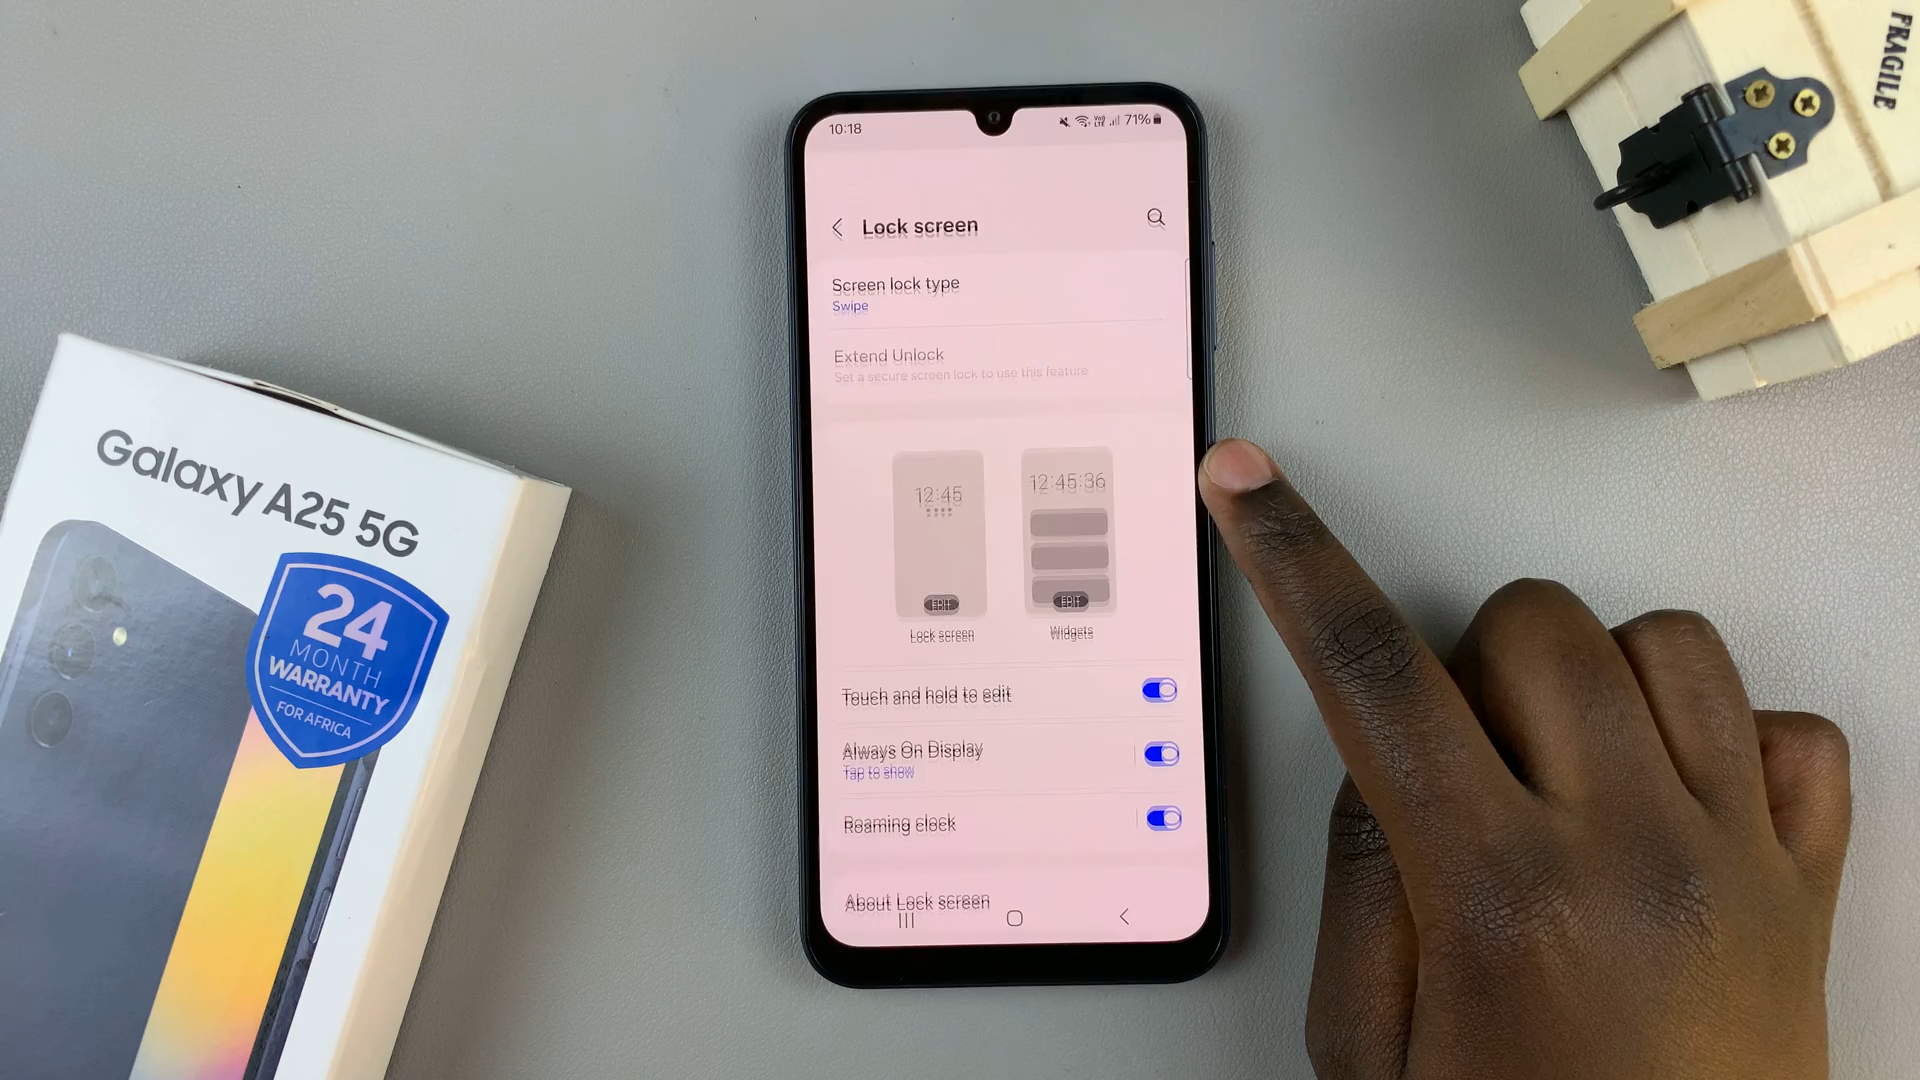 FRAGILE
10:18
Vo)) LTE 71%
Lock screen
Screen lock type
Swipe
Extend Unlock
Set a secure screen lock to use this feature
12:45
12:45:36
EDIT
EDIT
Lock screen
Widgets
Touch and hold to edit
Always On Display
Tap to show
Roaming clock
About Lock screen
Galaxy A25 5G
24
MONTH
WARRANTY
FOR AFRICA